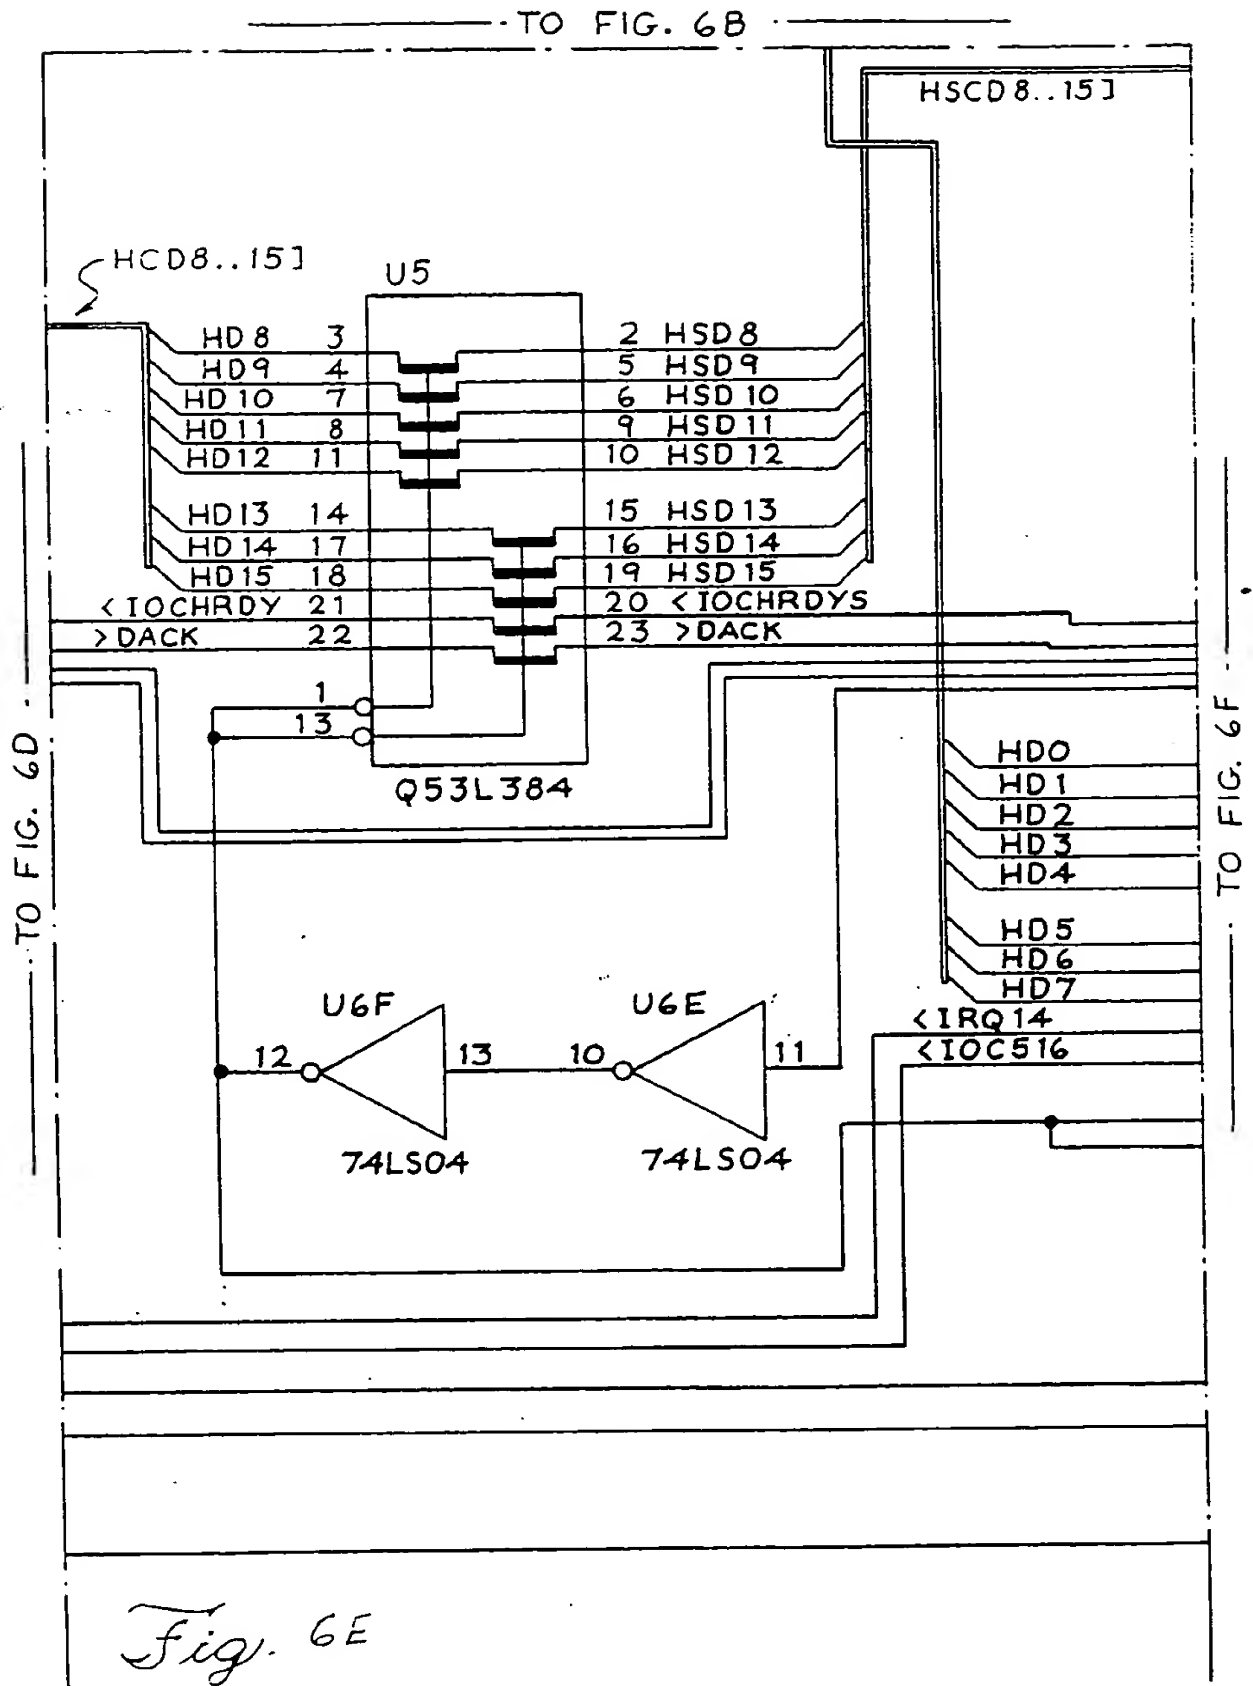 TO FIG. 6B
HSCD8..15]
HCD8..15]
U5
HD8 3 2 HSD8
HD9 4 5 HSD9
HD10 7 6 HSD10
HD11 8 9 HSD11
HD12 11 10 HSD12
HD13 14 15 HSD13
HD14 17 16 HSD14
HD15 18 19 HSD15
<IOCHRDY 21 20 <IOCHRDYS
>DACK 22 23 >DACK
1
13
Q53L384
TO FIG. 6D
TO FIG. 6F
HD0
HD1
HD2
HD3
HD4
HD5
HD6
HD7
<IRQ14
<IOC516
U6F U6E
12 13 10 11
74LS04 74LS04
Fig. 6E